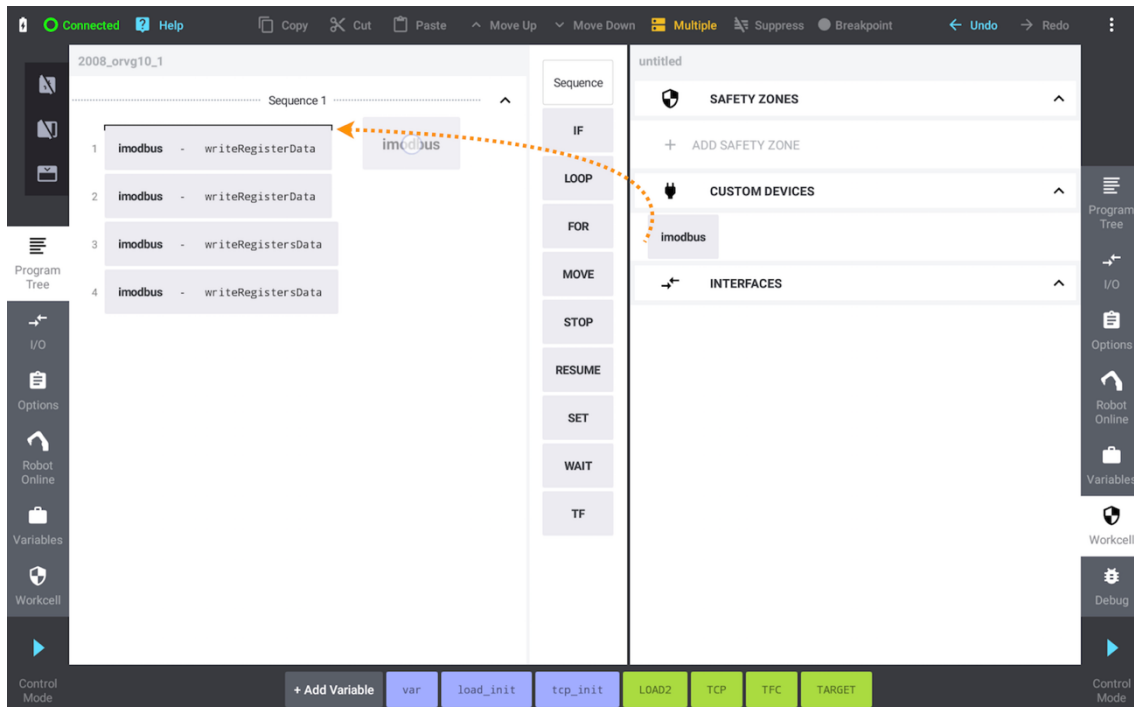 Connected Help Copy Cut Paste Move Up Move Down Multiple Suppress Breakpoint Undo Redo
2008_orvg10_1
Sequence 1
1 imodbus - writeRegisterData
2 imodbus - writeRegisterData
3 imodbus - writeRegistersData
4 imodbus - writeRegistersData
imodbus
Program
Tree
I/O
Options
Robot
Online
Variables
Workcell
Control
Mode
Sequence
IF
LOOP
FOR
MOVE
STOP
RESUME
SET
WAIT
TF
untitled
SAFETY ZONES
+ ADD SAFETY ZONE
CUSTOM DEVICES
imodbus
INTERFACES
Program
Tree
I/O
Options
Robot
Online
Variables
Workcell
Debug
Control
Mode
+ Add Variable var load_init tcp_init LOAD2 TCP TFC TARGET